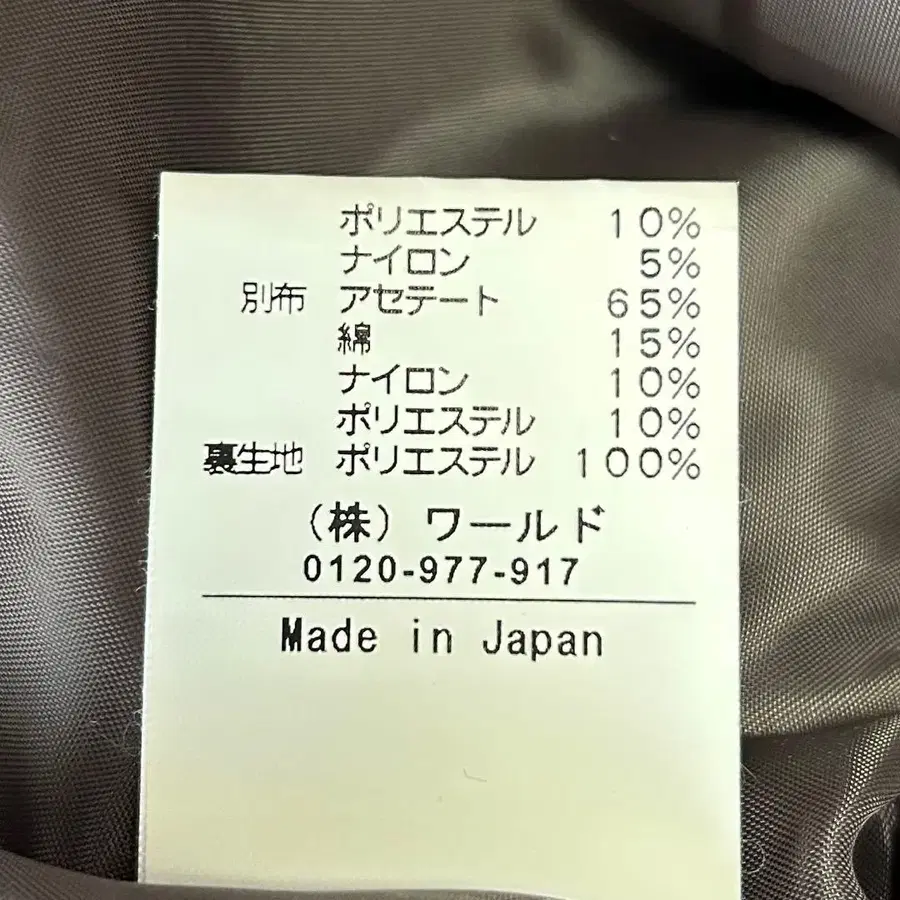 ポリエステル 10%
ナイロン 5%
別布 アセテート 65%
綿 15%
ナイロン 10%
ポリエステル 10%
裏生地 ポリエステル 100%
(株) ワールド
0120-977-917
Made in Japan